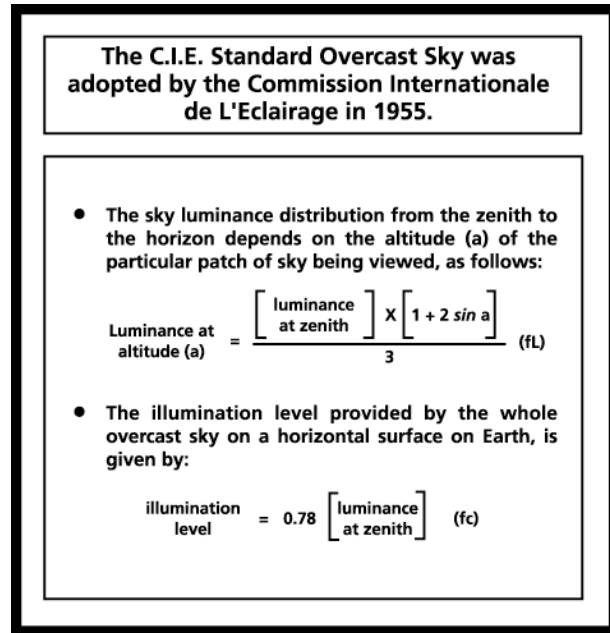 The C.I.E. Standard Overcast Sky was
adopted by the Commission Internationale
de L'Eclairage in 1955.
● The sky luminance distribution from the zenith to
the horizon depends on the altitude (a) of the
particular patch of sky being viewed, as follows:
Luminance at altitude (a) = [luminance at zenith] X [1 + 2 sin a] / 3 (fL)
● The illumination level provided by the whole
overcast sky on a horizontal surface on Earth, is
given by:
illumination level = 0.78 [luminance at zenith] (fc)